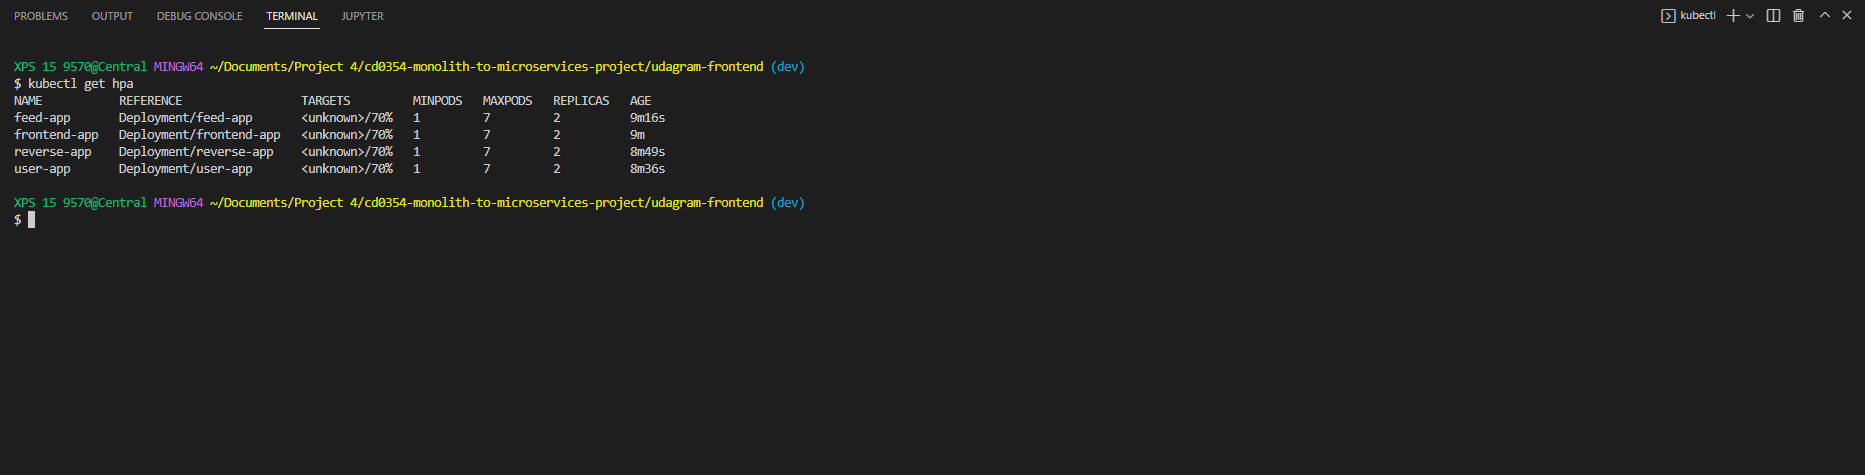 PROBLEMS OUTPUT DEBUG CONSOLE TERMINAL JUPYTER kubectl
XPS 15 9570@Central MINGW64 ~/Documents/Project 4/cd0354-monolith-to-microservices-project/udagram-frontend (dev)
$ kubectl get hpa
NAME REFERENCE TARGETS MINPODS MAXPODS REPLICAS AGE
feed-app Deployment/feed-app <unknown>/70% 1 7 2 9m16s
frontend-app Deployment/frontend-app <unknown>/70% 1 7 2 9m
reverse-app Deployment/reverse-app <unknown>/70% 1 7 2 8m49s
user-app Deployment/user-app <unknown>/70% 1 7 2 8m36s
XPS 15 9570@Central MINGW64 ~/Documents/Project 4/cd0354-monolith-to-microservices-project/udagram-frontend (dev)
$